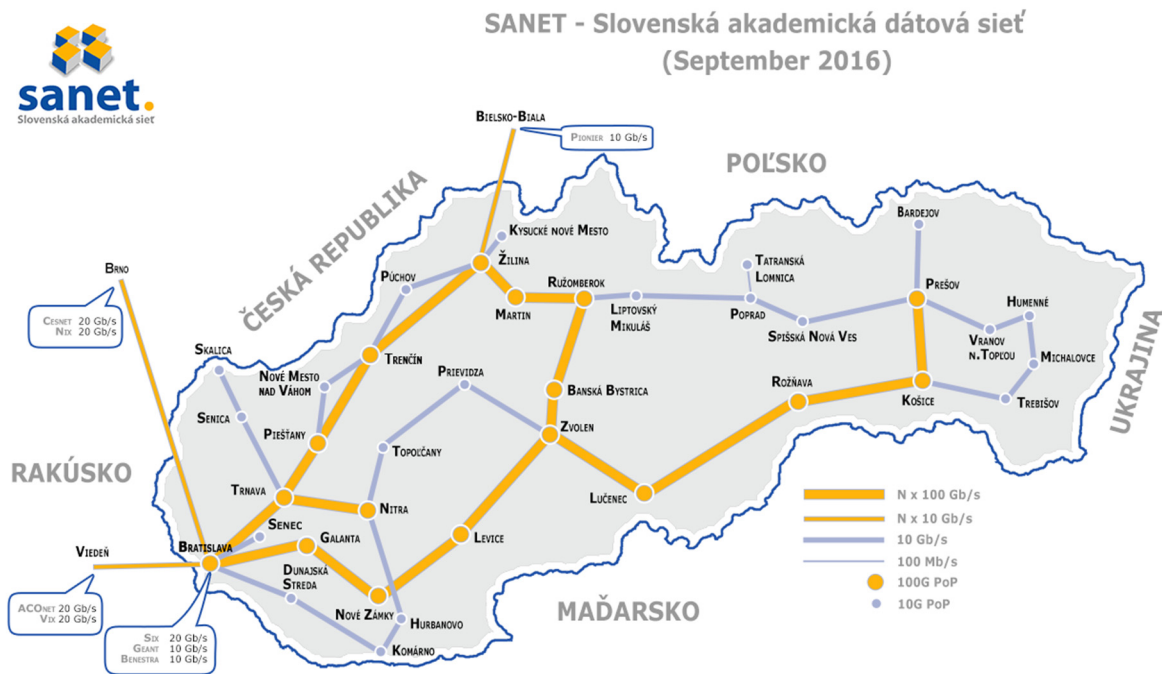 SANET - Slovenská akademická dátová sieť
(September 2016)
sanet.
Slovenská akademická sieť
BIELSKO-BIALA
PIONIER 10 Gb/s
POĽSKO
ČESKÁ REPUBLIKA
BARDEJOV
KYSUCKÉ NOVÉ MESTO
ŽILINA
TATRANSKÁ
LOMNICA
BRNO
PÚCHOV
RUŽOMBEROK
PREŠOV
MARTIN
LIPTOVSKÝ
MIKULÁŠ
POPRAD
HUMENNÉ
CESNET 20 Gb/s
NIX 20 Gb/s
SPIŠSKÁ NOVÁ VES
VRANOV
N.TOPĽOU
SKALICA
TRENČÍN
MICHALOVCE
UKRAJINA
NOVÉ MESTO
NAD VÁHOM
PRIEVIDZA
BANSKÁ BYSTRICA
ROŽŇAVA
KOŠICE
TREBIŠOV
SENICA
PIEŠŤANY
ZVOLEN
TOPOĽČANY
RAKÚSKO
TRNAVA
LUČENEC
NITRA
SENEC
GALANTA
LEVICE
BRATISLAVA
VIEDEŇ
DUNAJSKÁ
STREDA
NOVÉ ZÁMKY
HURBANOVO
MAĎARSKO
KOMÁRNO
ACONET 20 Gb/s
VIX 20 Gb/s
SIX 20 Gb/s
GEANT 10 Gb/s
BENESTRA 10 Gb/s
N x 100 Gb/s
N x 10 Gb/s
10 Gb/s
100 Mb/s
100G PoP
10G PoP